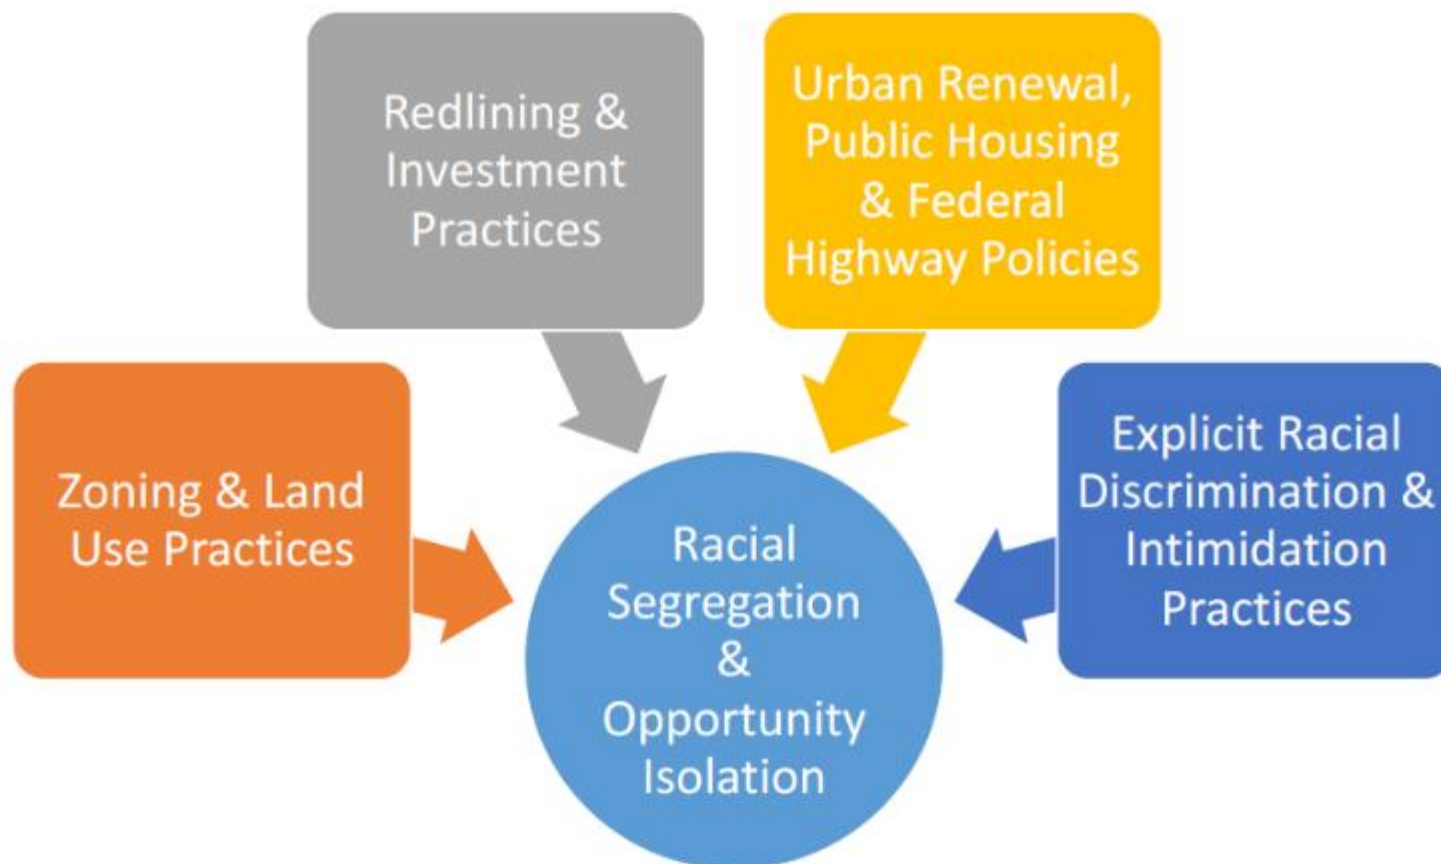 Redlining &
Investment
Practices
Urban Renewal,
Public Housing
& Federal
Highway Policies
Zoning & Land
Use Practices
Explicit Racial
Discrimination &
Intimidation
Practices
Racial
Segregation
&
Opportunity
Isolation